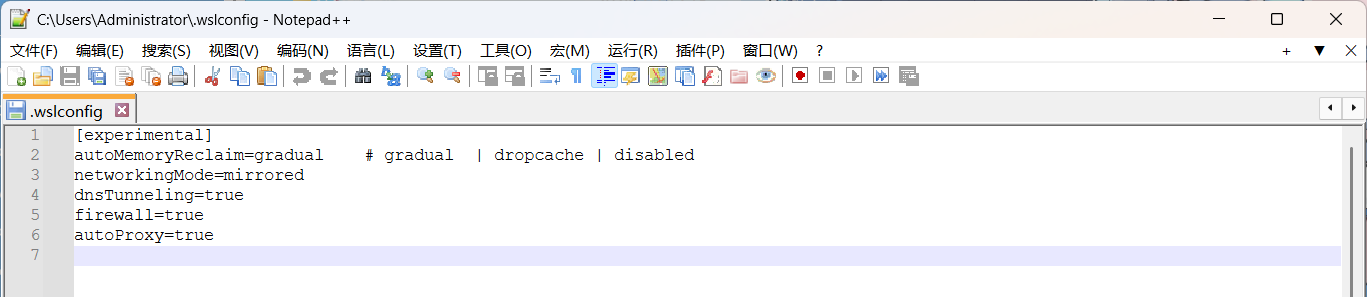 C:\Users\Administrator\.wslconfig - Notepad++
文件(F) 编辑(E) 搜索(S) 视图(V) 编码(N) 语言(L) 设置(T) 工具(O) 宏(M) 运行(R) 插件(P) 窗口(W) ?
.wslconfig
1 [experimental]
2 autoMemoryReclaim=gradual    # gradual  | dropcache | disabled
3 networkingMode=mirrored
4 dnsTunneling=true
5 firewall=true
6 autoProxy=true
7